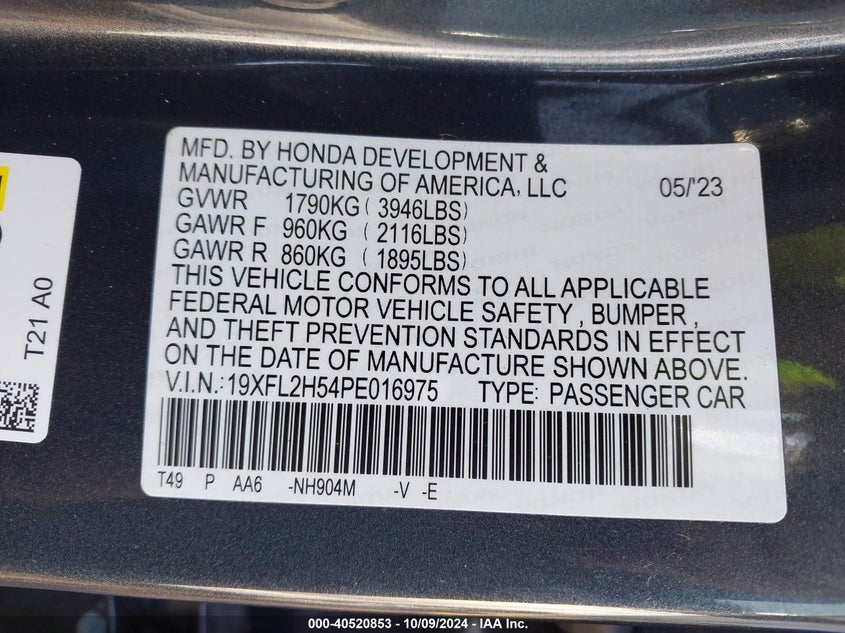 MFD. BY HONDA DEVELOPMENT &
MANUFACTURING OF AMERICA, LLC 05/'23
GVWR 1790KG ( 3946LBS)
GAWR F 960KG ( 2116LBS)
GAWR R 860KG ( 1895LBS)
THIS VEHICLE CONFORMS TO ALL APPLICABLE
FEDERAL MOTOR VEHICLE SAFETY , BUMPER ,
AND THEFT PREVENTION STANDARDS IN EFFECT
ON THE DATE OF MANUFACTURE SHOWN ABOVE.
V.I.N.: 19XFL2H54PE016975 TYPE: PASSENGER CAR
T49 P AA6 -NH904M -V -E
T21 A0
000-40520853 - 10/09/2024 - IAA Inc.